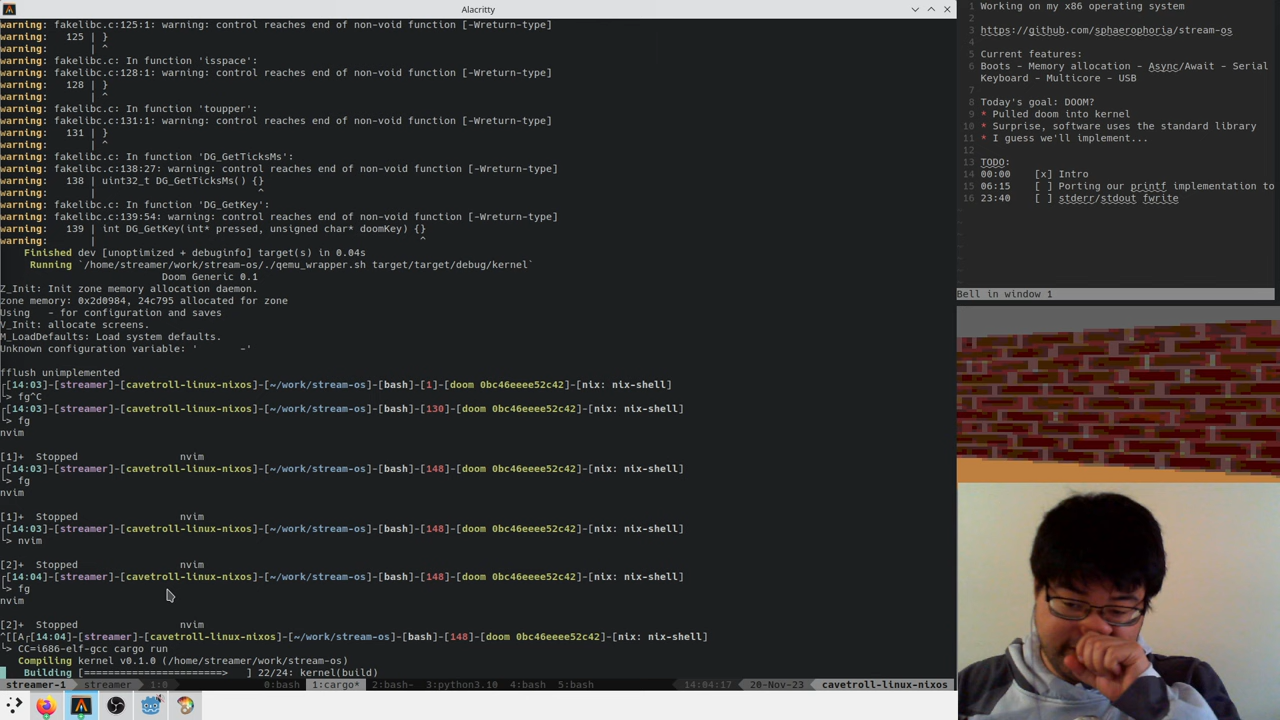 Alacritty
warning: fakelibc.c:125:1: warning: control reaches end of non-void function [-Wreturn-type]
warning:   125 | }
warning:       | ^
warning: fakelibc.c: In function 'isspace':
warning: fakelibc.c:128:1: warning: control reaches end of non-void function [-Wreturn-type]
warning:   128 | }
warning:       | ^
warning: fakelibc.c: In function 'toupper':
warning: fakelibc.c:131:1: warning: control reaches end of non-void function [-Wreturn-type]
warning:   131 | }
warning:       | ^
warning: fakelibc.c: In function 'DG_GetTicksMs':
warning: fakelibc.c:138:27: warning: control reaches end of non-void function [-Wreturn-type]
warning:   138 | uint32_t DG_GetTicksMs() {}
warning:       |                           ^
warning: fakelibc.c: In function 'DG_GetKey':
warning: fakelibc.c:139:54: warning: control reaches end of non-void function [-Wreturn-type]
warning:   139 | int DG_GetKey(int* pressed, unsigned char* doomKey) {}
warning:       |                                                      ^
Finished dev [unoptimized + debuginfo] target(s) in 0.04s
Running `/home/streamer/work/stream-os/./qemu_wrapper.sh target/target/debug/kernel`
Doom Generic 0.1
Z_Init: Init zone memory allocation daemon.
zone memory: 0x2d0984, 24c795 allocated for zone
Using   - for configuration and saves
V_Init: allocate screens.
M_LoadDefaults: Load system defaults.
Unknown configuration variable: '        -'
fflush unimplemented
┌[14:03]-[streamer]-[cavetroll-linux-nixos]-[~/work/stream-os]-[bash]-[1]-[doom 0bc46eeee52c42]-[nix: nix-shell]
└> fg^C
┌[14:03]-[streamer]-[cavetroll-linux-nixos]-[~/work/stream-os]-[bash]-[130]-[doom 0bc46eeee52c42]-[nix: nix-shell]
└> fg
nvim
[1]+  Stopped                 nvim
┌[14:03]-[streamer]-[cavetroll-linux-nixos]-[~/work/stream-os]-[bash]-[148]-[doom 0bc46eeee52c42]-[nix: nix-shell]
└> fg
nvim
[1]+  Stopped                 nvim
┌[14:03]-[streamer]-[cavetroll-linux-nixos]-[~/work/stream-os]-[bash]-[148]-[doom 0bc46eeee52c42]-[nix: nix-shell]
└> nvim
[2]+  Stopped                 nvim
┌[14:04]-[streamer]-[cavetroll-linux-nixos]-[~/work/stream-os]-[bash]-[148]-[doom 0bc46eeee52c42]-[nix: nix-shell]
└> fg
nvim
[2]+  Stopped                 nvim
^[[A┌[14:04]-[streamer]-[cavetroll-linux-nixos]-[~/work/stream-os]-[bash]-[148]-[doom 0bc46eeee52c42]-[nix: nix-shell]
└> CC=i686-elf-gcc cargo run
Compiling kernel v0.1.0 (/home/streamer/work/stream-os)
Building [=======================>   ] 22/24: kernel(build)
streamer-1  streamer  1:0  0:bash  1:cargo*  2:bash-  3:python3.10  4:bash  5:bash  14:04:17  20-Nov-23  cavetroll-linux-nixos
1 Working on my x86 operating system
2
3 https://github.com/sphaerophoria/stream-os
4
5 Current features:
6 Boots - Memory allocation - Async/Await - Serial
Keyboard - Multicore - USB
7
8 Today's goal: DOOM?
9 * Pulled doom into kernel
10 * Surprise, software uses the standard library
11 * I guess we'll implement...
12
13 TODO:
14 00:00    [x] Intro
15 06:15    [ ] Porting our printf implementation to
16 23:40    [ ] stderr/stdout fwrite
Bell in window 1